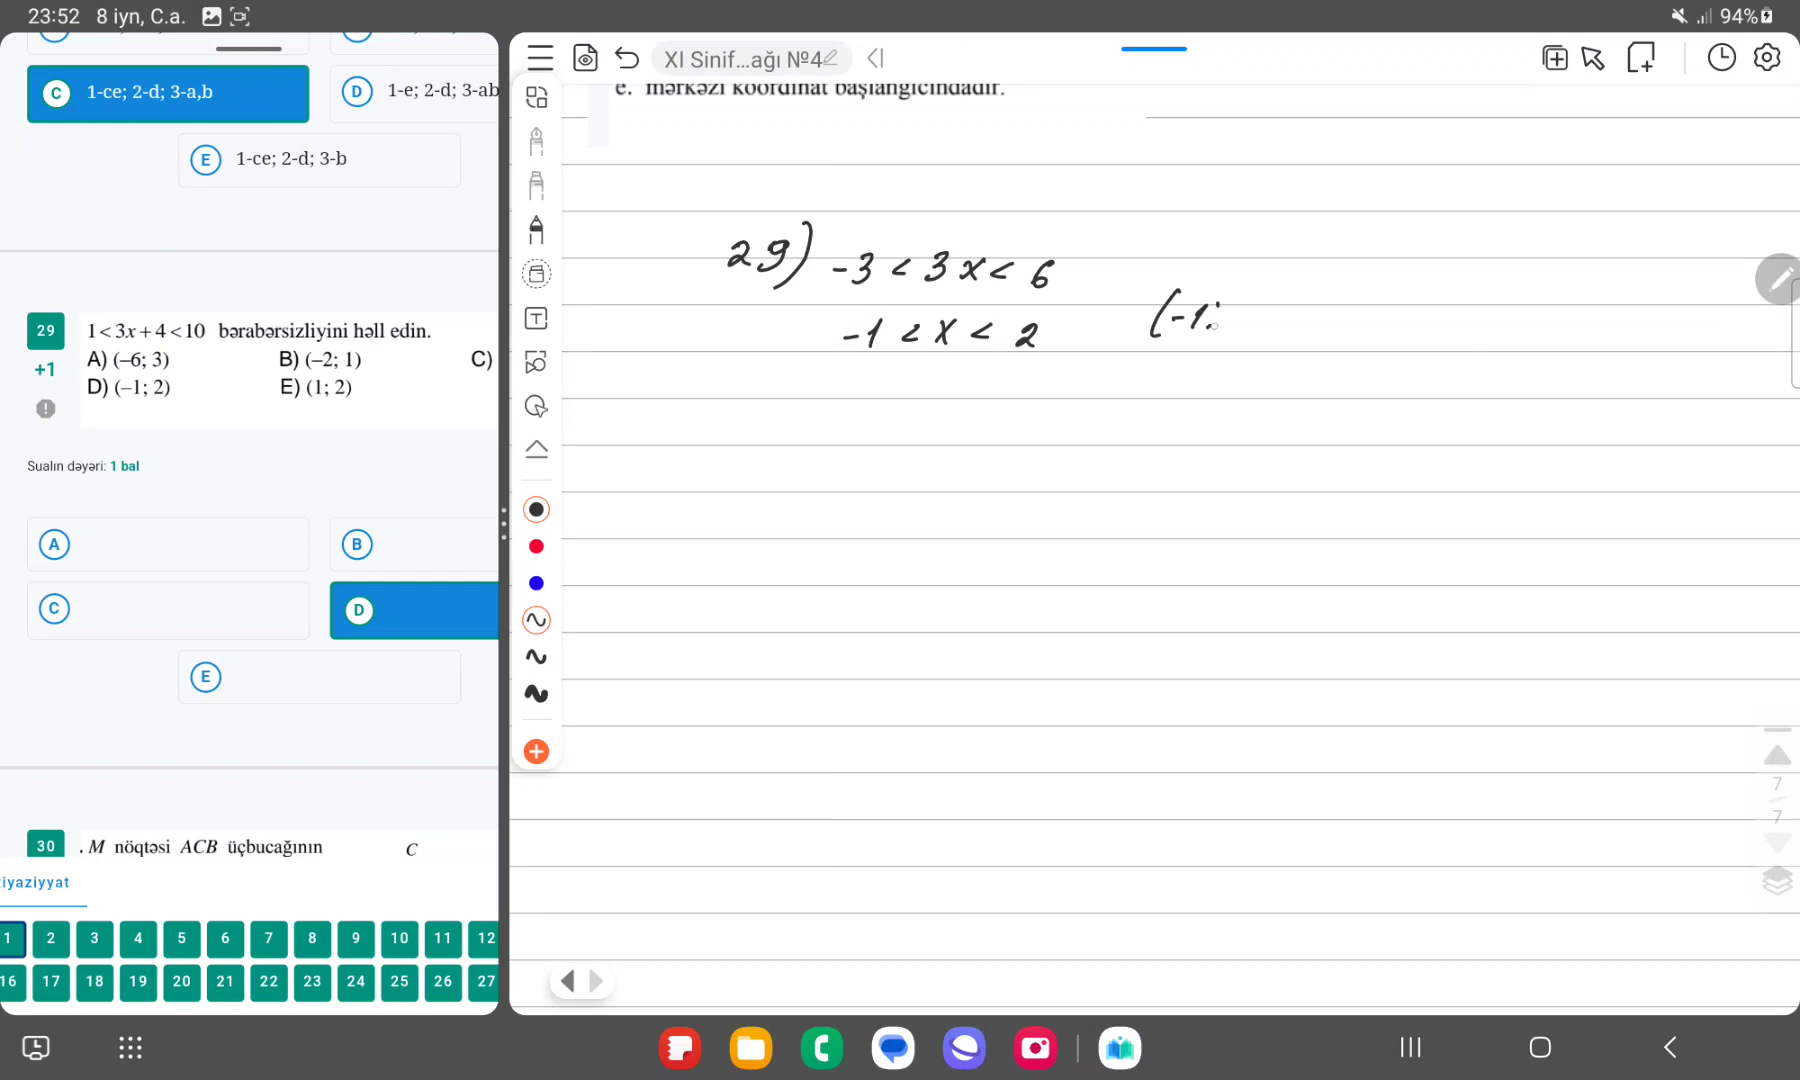 23:52 8 iyn, C.a.
94%
C 1-ce; 2-d; 3-a,b
D 1-e; 2-d; 3-ab
E 1-ce; 2-d; 3-b
29
+1
1 < 3x + 4 < 10 bərabərsizliyini həll edin.
A) (–6; 3) B) (–2; 1) C)
D) (–1; 2) E) (1; 2)
Sualın dəyəri: 1 bal
A
B
C
D
E
30
. M nöqtəsi ACB üçbucağının C
iyaziyyat
1 2 3 4 5 6 7 8 9 10 11 12
16 17 18 19 20 21 22 23 24 25 26 27
XI Sinif...ağı №4
e. mərkəzi koordinat başlanğıcındadır.
29) -3 < 3x < 6
-1 < x < 2 (-1;
7
7